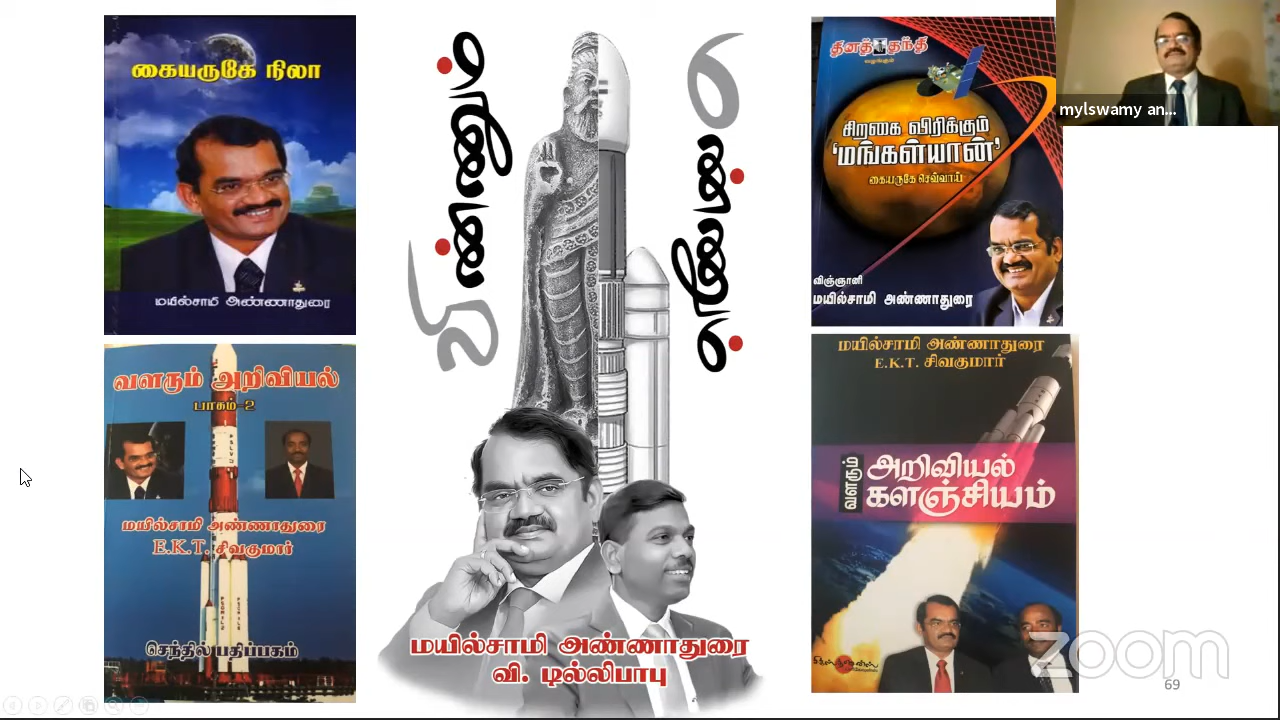 கையருகே நிலா
மயில்சாமி அண்ணாதுரை
வளரும் அறிவியல்
பாகம்-2
மயில்சாமி அண்ணாதுரை
E.K.T. சிவகுமார்
செந்தில் பதிப்பகம்
விண்ணும்
மயில்சாமி அண்ணாதுரை
வி. டில்லிபாபு
தினத்தந்தி
சிறகை விரிக்கும்
‘மங்கள்யான்’
கையருகே செவ்வாய்
விஞ்ஞானி
மயில்சாமி அண்ணாதுரை
மயில்சாமி அண்ணாதுரை
E.K.T. சிவகுமார்
வளரும்
அறிவியல்
களஞ்சியம்
mylswamy an...
zoom
69